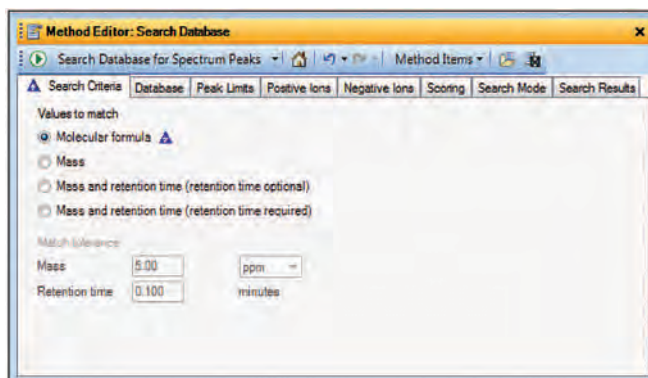 Method Editor: Search Database
Search Database for Spectrum Peaks Method Items
Search Criteria Database Peak Limits Positive Ions Negative Ions Scoring Search Mode Search Results
Values to match
Molecular formula
Mass
Mass and retention time (retention time optional)
Mass and retention time (retention time required)
Match tolerance
Mass 5.00 ppm
Retention time 0.100 minutes